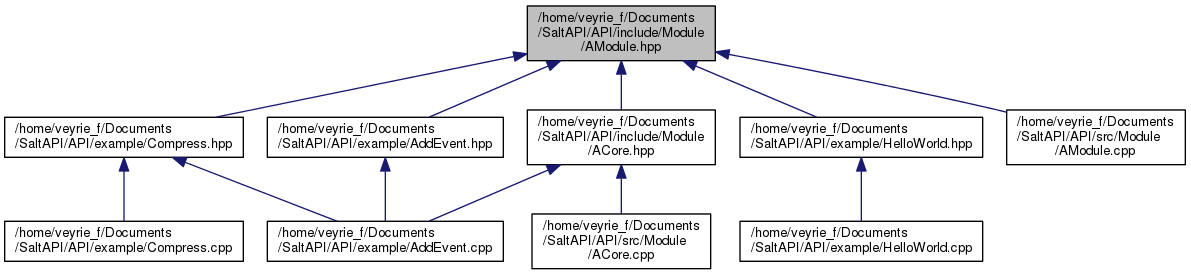 /home/veyrie_f/Documents
/SaltAPI/API/include/Module
/AModule.hpp
/home/veyrie_f/Documents
/SaltAPI/API/example/Compress.hpp
/home/veyrie_f/Documents
/SaltAPI/API/example/AddEvent.hpp
/home/veyrie_f/Documents
/SaltAPI/API/include/Module
/ACore.hpp
/home/veyrie_f/Documents
/SaltAPI/API/example/HelloWorld.hpp
/home/veyrie_f/Documents
/SaltAPI/API/src/Module
/AModule.cpp
/home/veyrie_f/Documents
/SaltAPI/API/example/Compress.cpp
/home/veyrie_f/Documents
/SaltAPI/API/example/AddEvent.cpp
/home/veyrie_f/Documents
/SaltAPI/API/src/Module
/ACore.cpp
/home/veyrie_f/Documents
/SaltAPI/API/example/HelloWorld.cpp